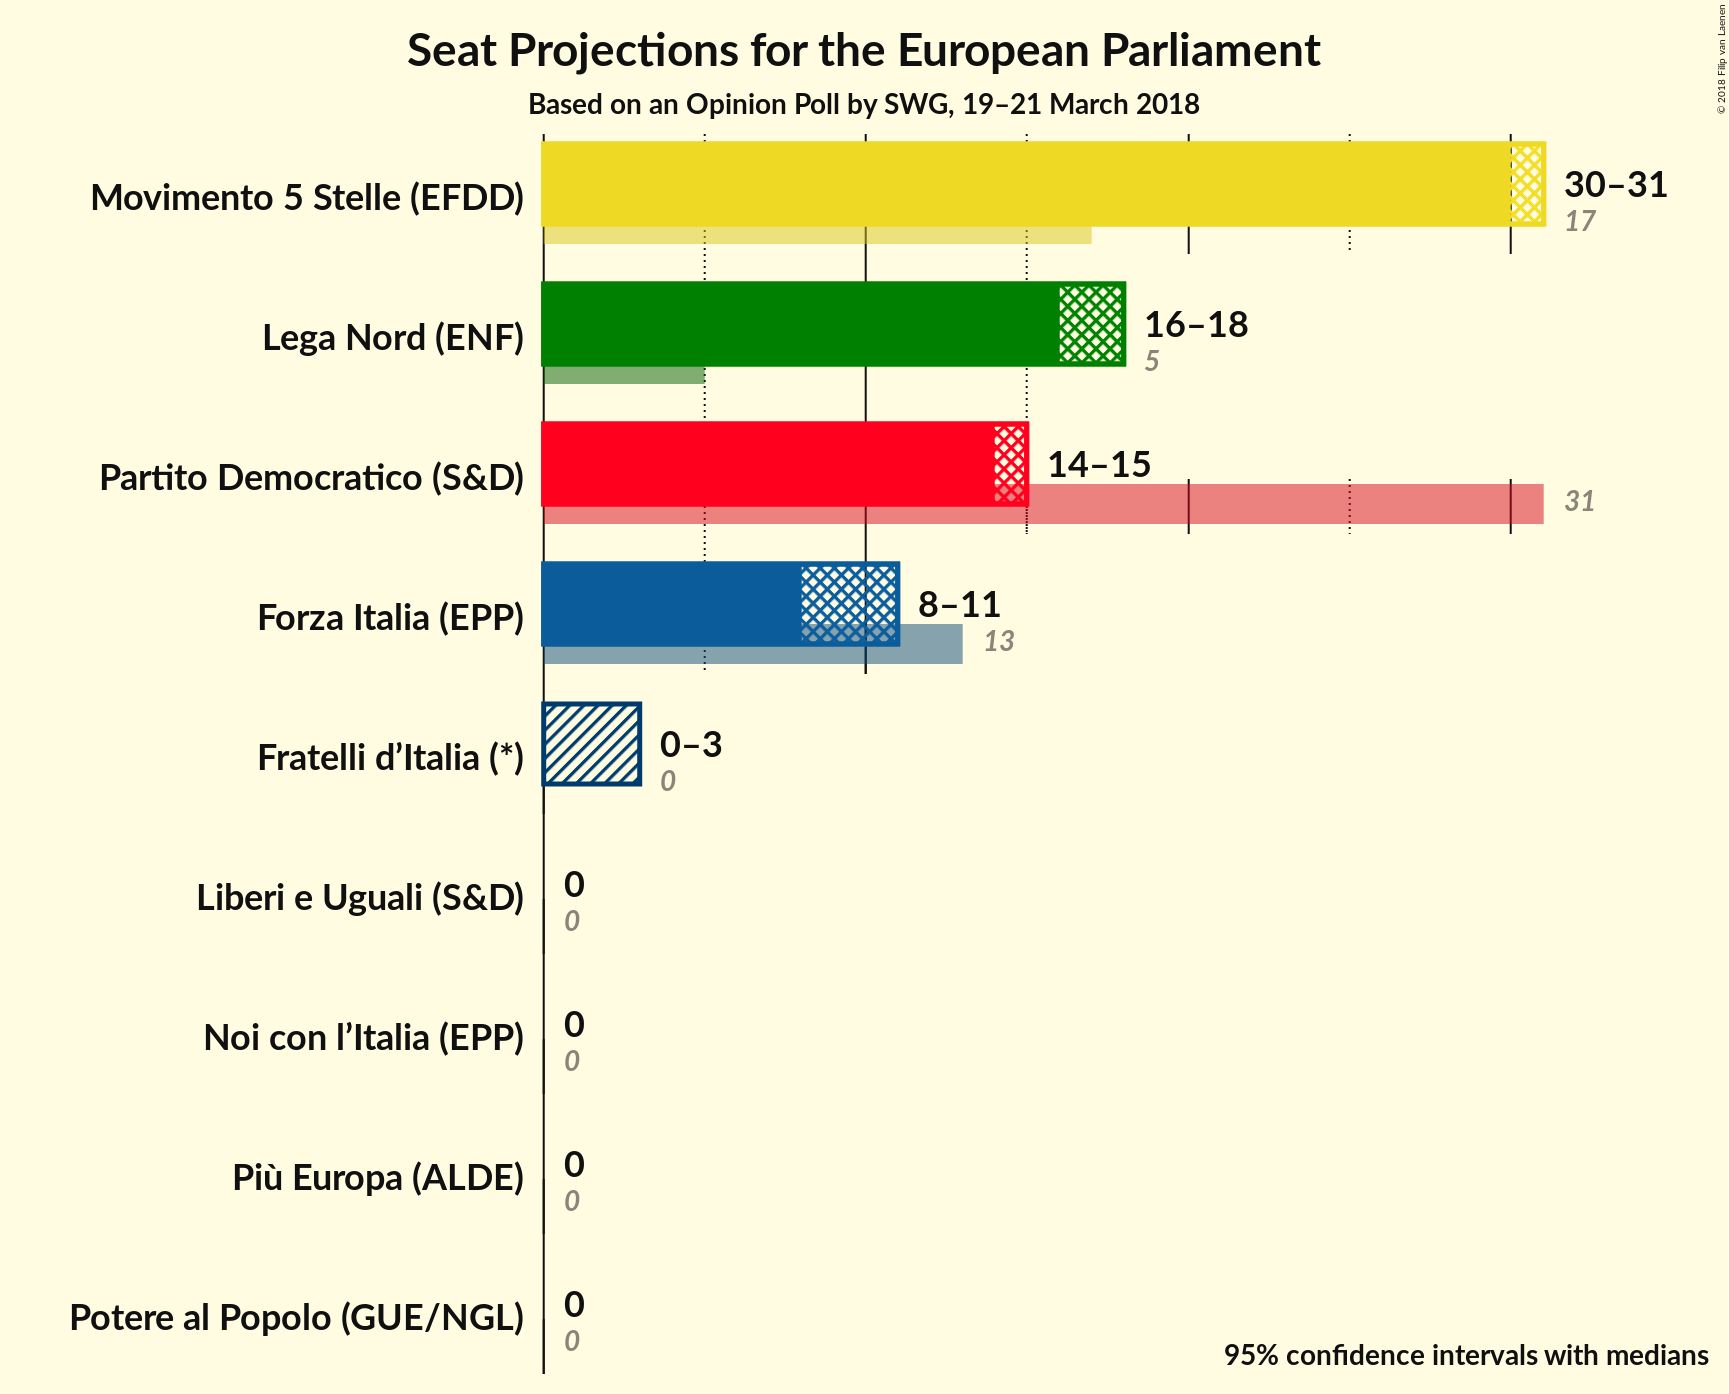 Seat Projections for the European Parliament
Based on an Opinion Poll by SWG, 19–21 March 2018
© 2018 Filip van Laenen
Movimento 5 Stelle (EFDD)
30–31
17
Lega Nord (ENF)
16–18
5
Partito Democratico (S&D)
14–15
31
Forza Italia (EPP)
8–11
13
Fratelli d’Italia (*)
0–3
0
Liberi e Uguali (S&D)
0
0
Noi con l’Italia (EPP)
0
0
Più Europa (ALDE)
0
0
Potere al Popolo (GUE/NGL)
0
0
95% confidence intervals with medians